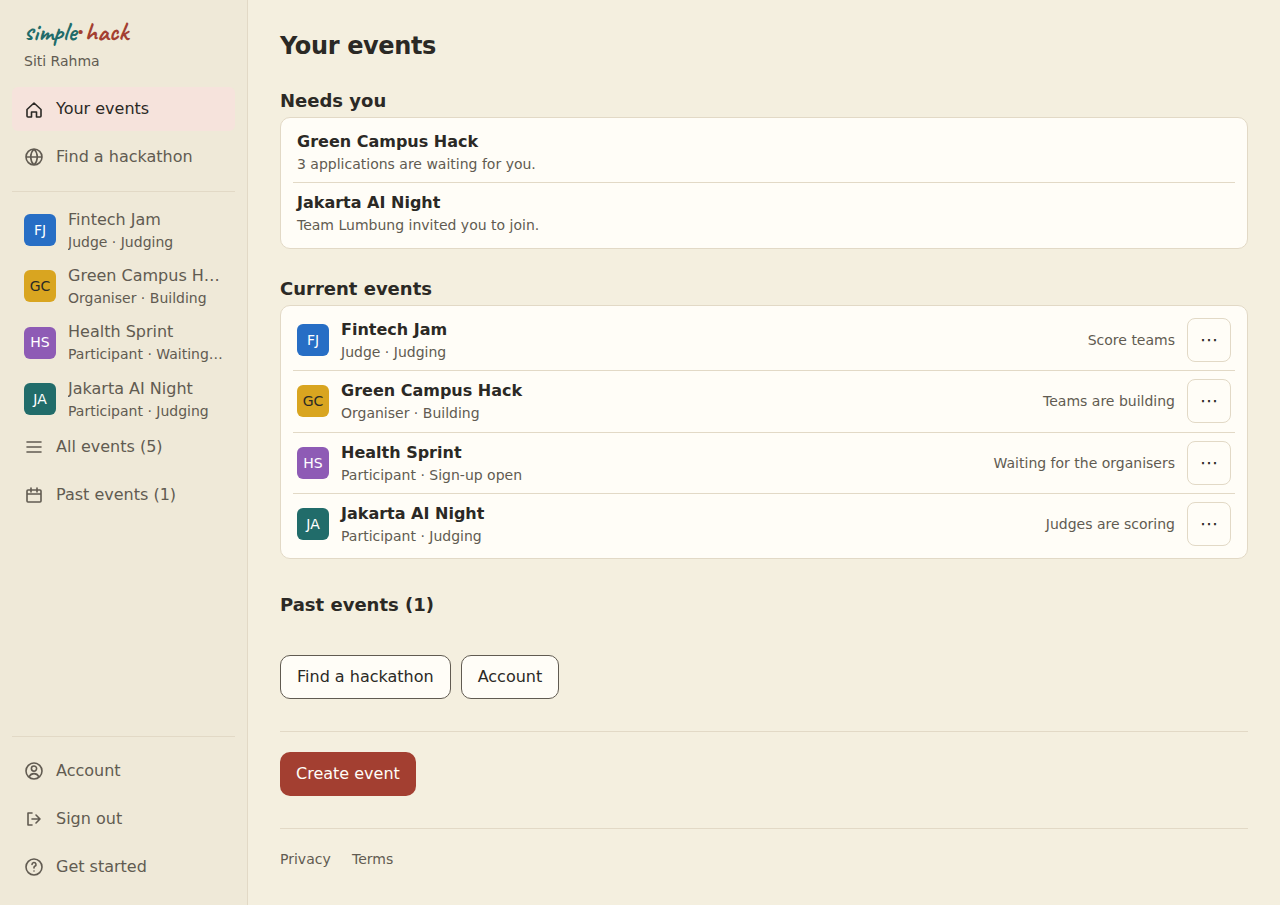 simple·hack
Siti Rahma
Your events
Find a hackathon
FJ
Fintech Jam
Judge · Judging
GC
Green Campus H…
Organiser · Building
HS
Health Sprint
Participant · Waiting…
JA
Jakarta AI Night
Participant · Judging
All events (5)
Past events (1)
Account
Sign out
Get started
Your events
Needs you
Green Campus Hack
3 applications are waiting for you.
Jakarta AI Night
Team Lumbung invited you to join.
Current events
FJ
Fintech Jam
Judge · Judging
Score teams
GC
Green Campus Hack
Organiser · Building
Teams are building
HS
Health Sprint
Participant · Sign-up open
Waiting for the organisers
JA
Jakarta AI Night
Participant · Judging
Judges are scoring
Past events (1)
Find a hackathon
Account
Create event
Privacy
Terms